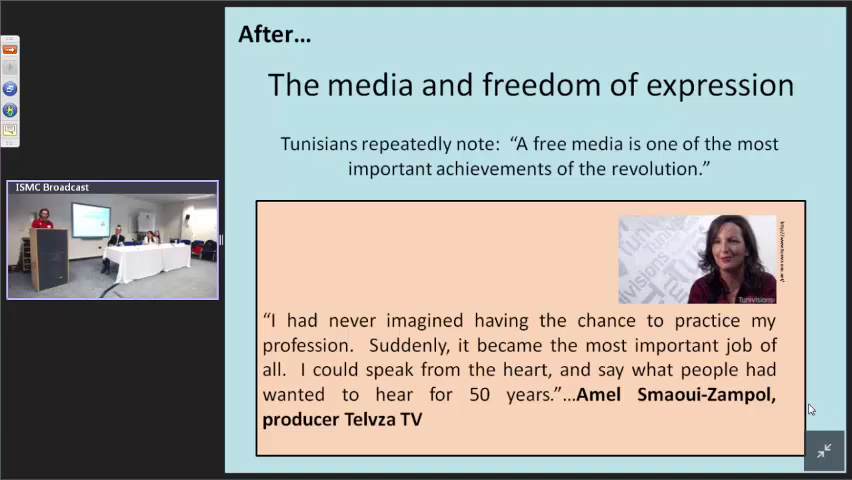 After…
The media and freedom of expression
Tunisians repeatedly note: “A free media is one of the most
important achievements of the revolution.”
ISMC Broadcast
Tunivisions
“I had never imagined having the chance to practice my
profession. Suddenly, it became the most important job of
all. I could speak from the heart, and say what people had
wanted to hear for 50 years.”…Amel Smaoui-Zampol,
producer Telvza TV